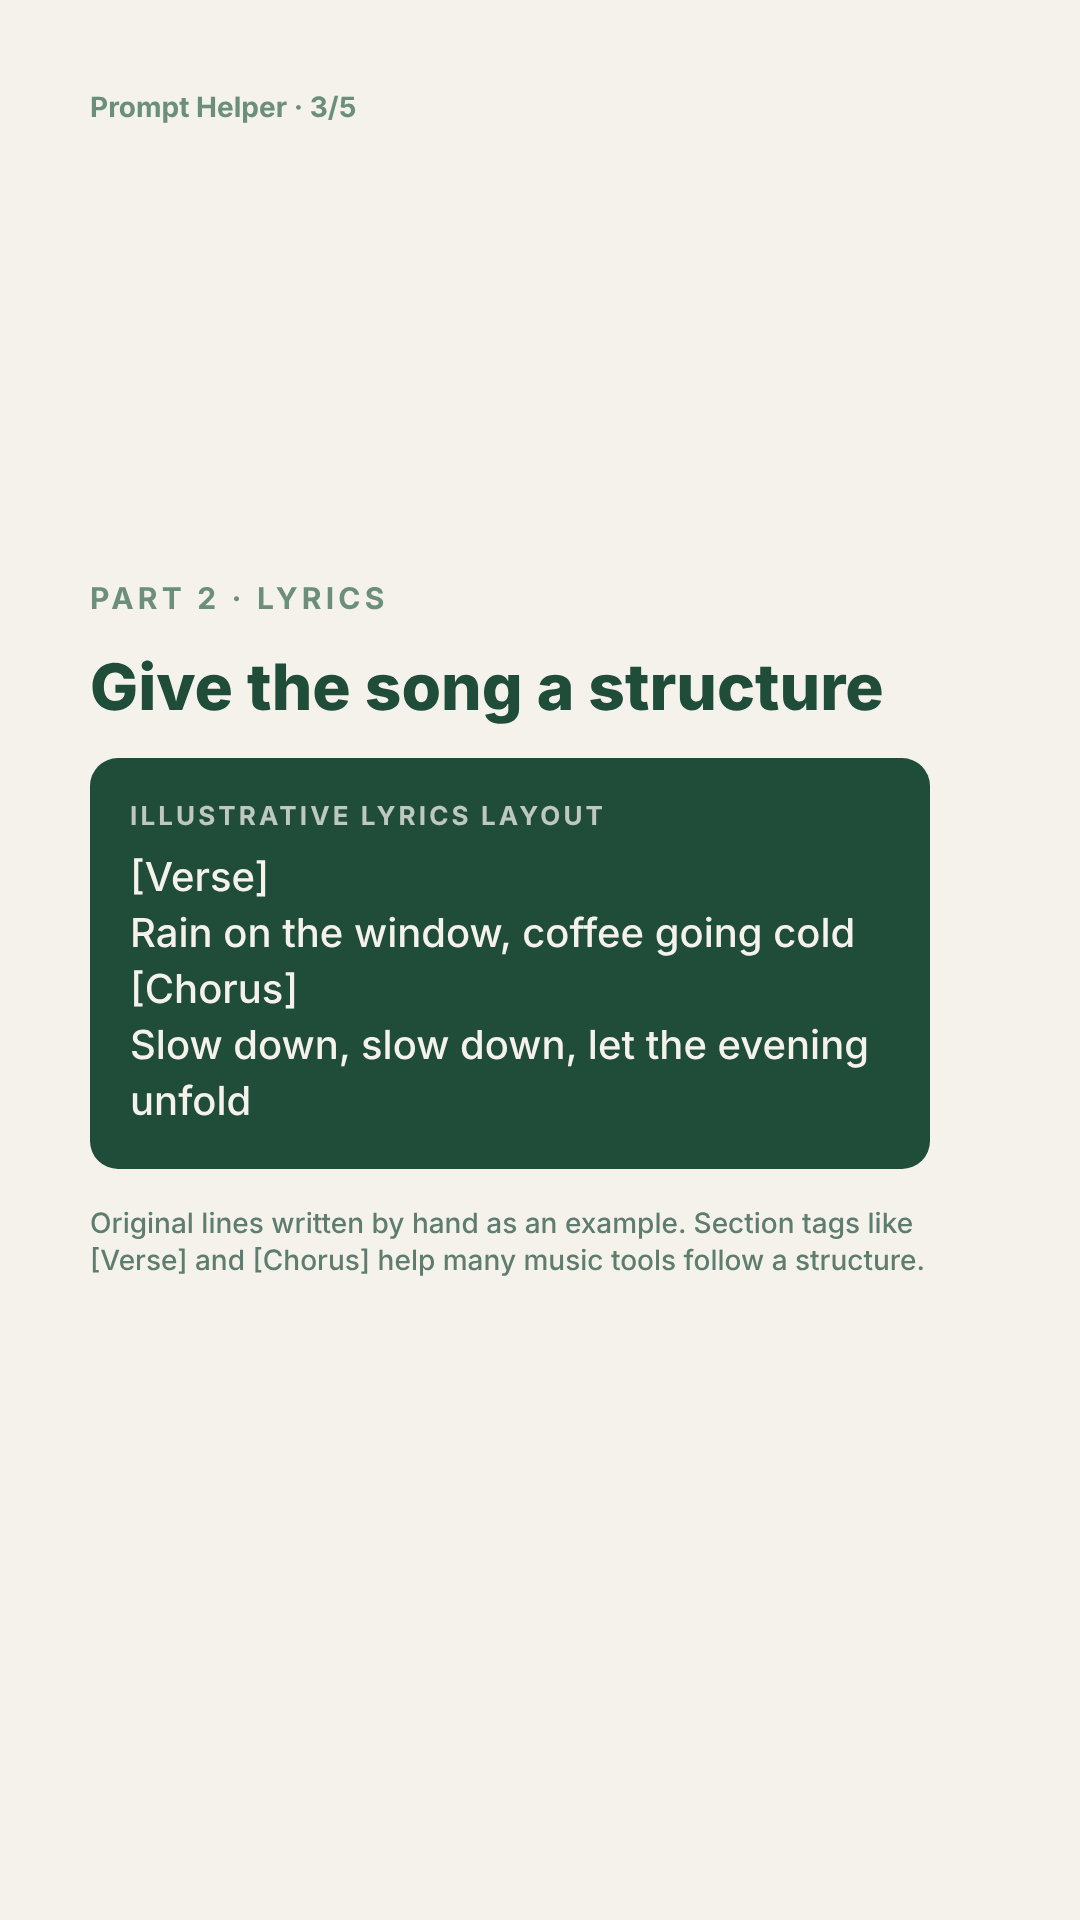 Prompt Helper · 3/5
PART 2 · LYRICS
Give the song a structure
ILLUSTRATIVE LYRICS LAYOUT
[Verse]
Rain on the window, coffee going cold
[Chorus]
Slow down, slow down, let the evening
unfold
Original lines written by hand as an example. Section tags like
[Verse] and [Chorus] help many music tools follow a structure.